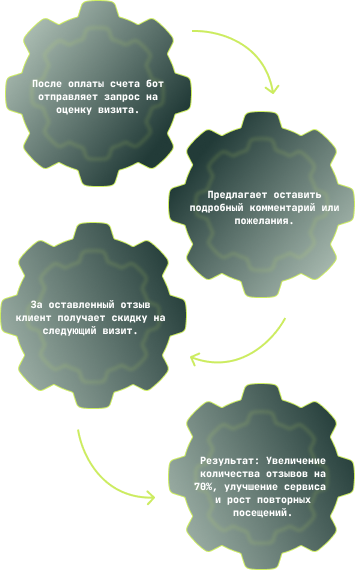 После оплаты счета бот
отправляет запрос на
оценку визита.
Предлагает оставить
подробный комментарий или
пожелания.
За оставленный отзыв
клиент получает скидку на
следующий визит.
Результат: Увеличение
количества отзывов на
70%, улучшение сервиса
и рост повторных
посещений.